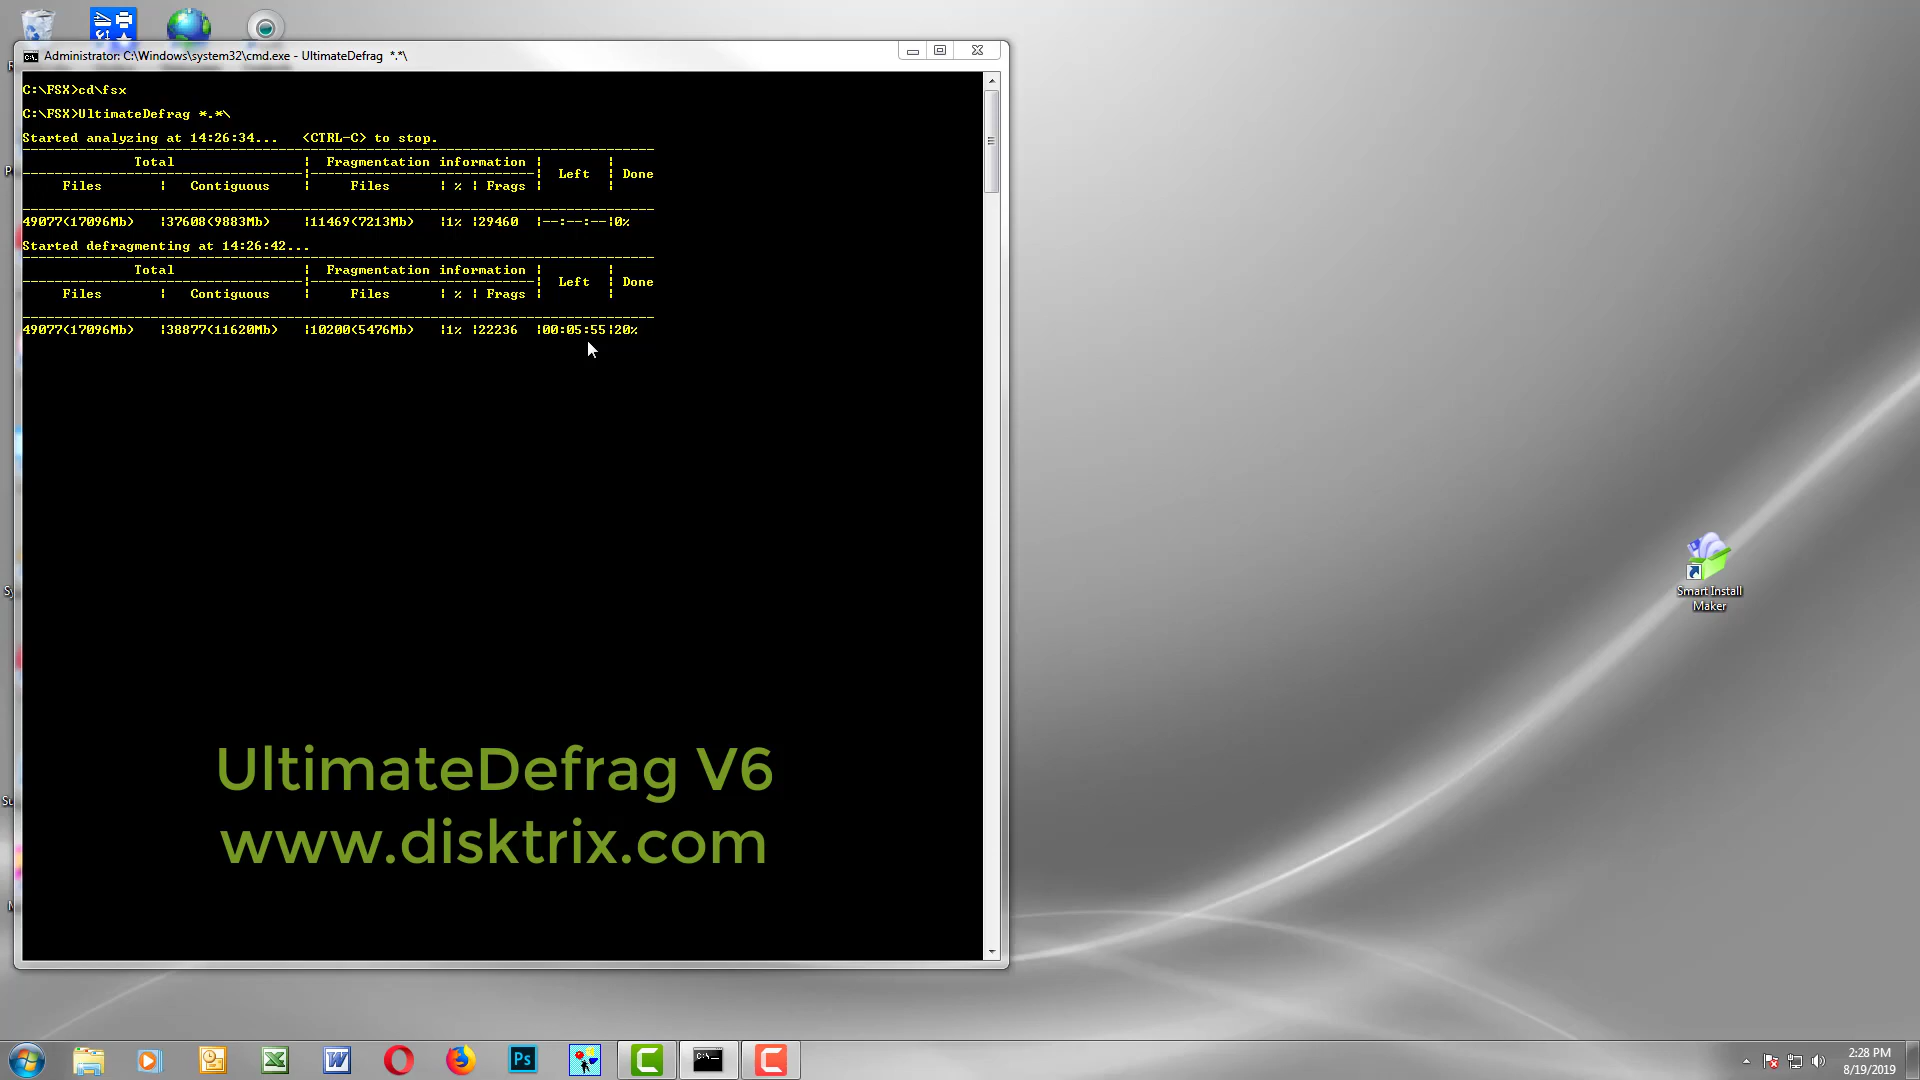 Administrator: C:\Windows\system32\cmd.exe - UltimateDefrag *.*\
C:\FSX>cd\fsx
C:\FSX>UltimateDefrag *.*\
Started analyzing at 14:26:34... <CTRL-C> to stop.
Total | Fragmentation information | Left | Done
Files | Contiguous | Files | % | Frags
49077(17096Mb) |37608(9883Mb) |11469(7213Mb) |1% |29460 |--:--:--|0%
Started defragmenting at 14:26:42...
Total | Fragmentation information | Left | Done
Files | Contiguous | Files | % | Frags
49077(17096Mb) |38877(11620Mb) |10200(5476Mb) |1% |22236 |00:05:55|20%
Smart Install
Maker
UltimateDefrag V6
www.disktrix.com
Ps
2:28 PM
8/19/2019